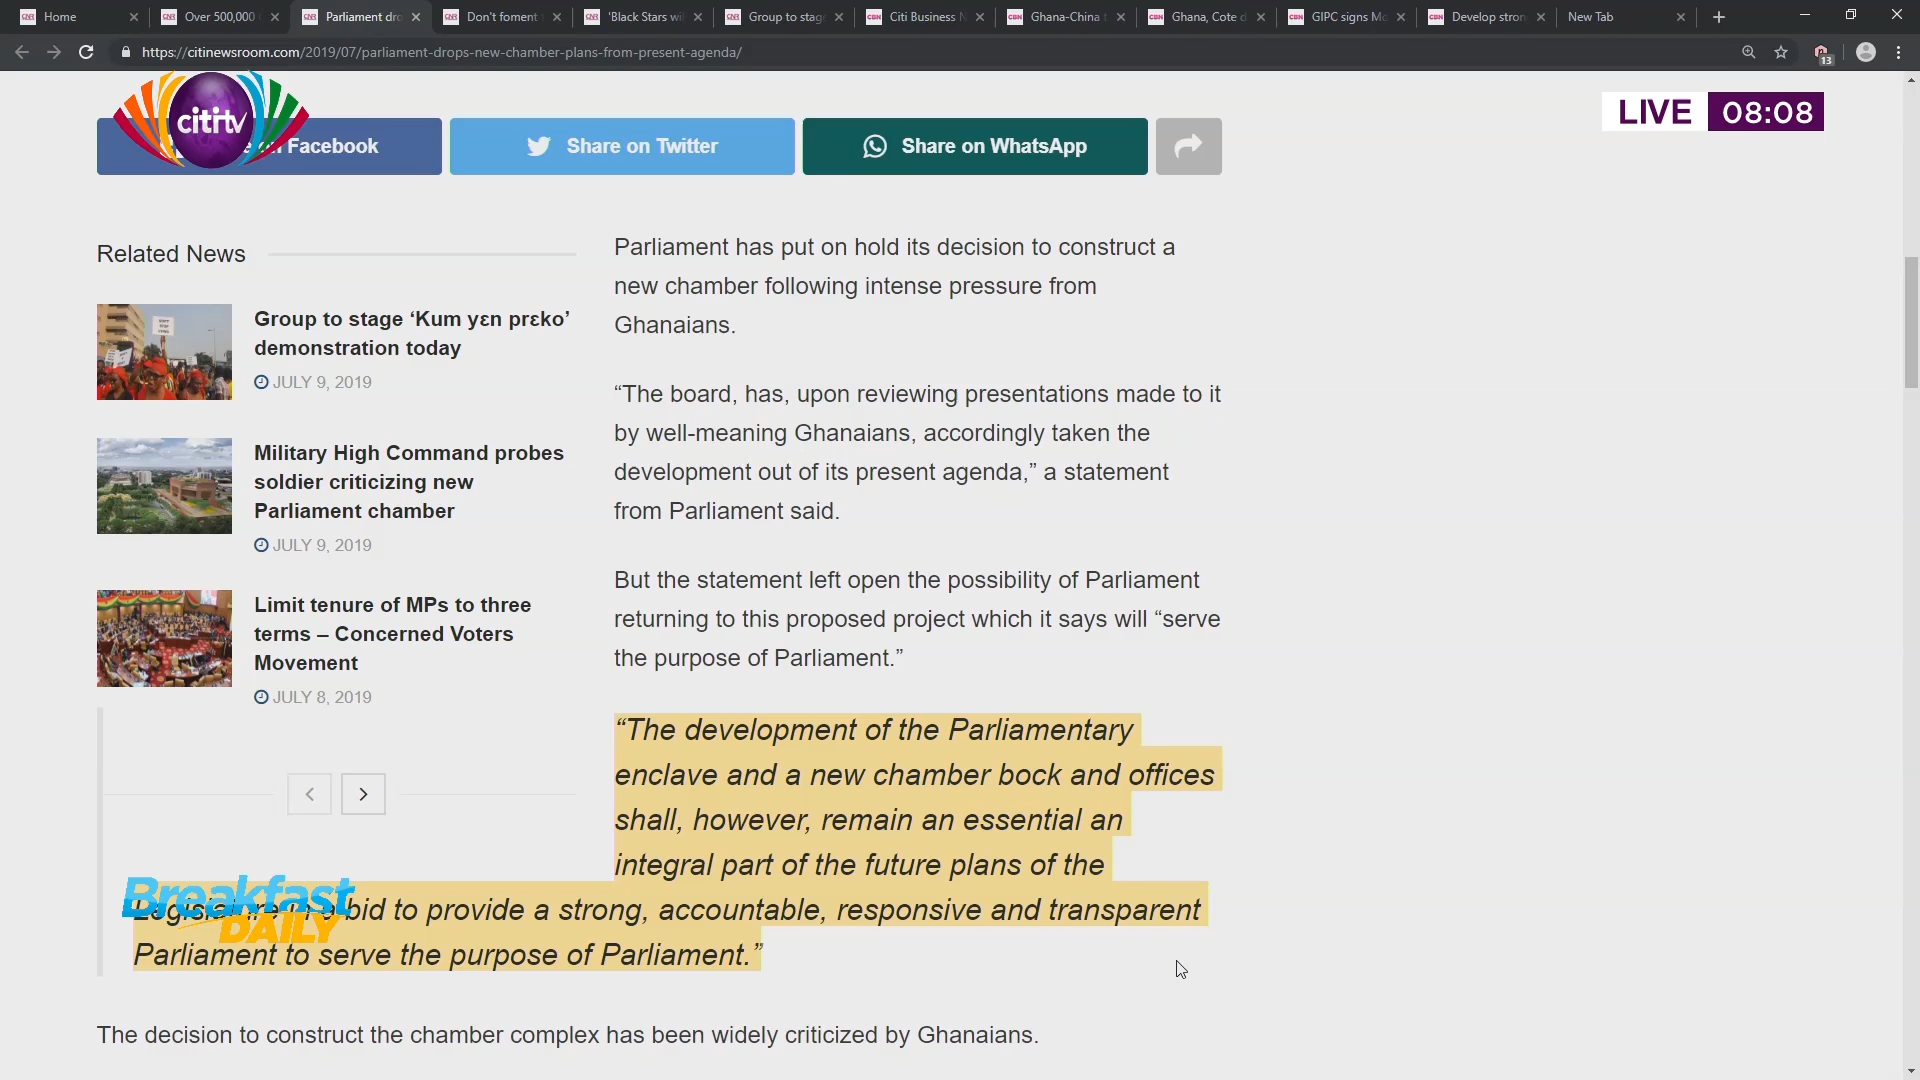 Home
Over 500,000
Parliament dro
Don't foment
'Black Stars wi
Group to stag
Citi Business N
Ghana-China
Ghana, Cote d
GIPC signs Mo
Develop stron
New Tab
https://citinewsroom.com/2019/07/parliament-drops-new-chamber-plans-from-present-agenda/
13
citi tv
LIVE 08:08
Facebook
Share on Twitter
Share on WhatsApp
Related News
Group to stage ‘Kum yɛn prɛko’
demonstration today
JULY 9, 2019
Military High Command probes
soldier criticizing new
Parliament chamber
JULY 9, 2019
Limit tenure of MPs to three
terms – Concerned Voters
Movement
JULY 8, 2019
Parliament has put on hold its decision to construct a
new chamber following intense pressure from
Ghanaians.
“The board, has, upon reviewing presentations made to it
by well-meaning Ghanaians, accordingly taken the
development out of its present agenda,” a statement
from Parliament said.
But the statement left open the possibility of Parliament
returning to this proposed project which it says will “serve
the purpose of Parliament.”
“The development of the Parliamentary
enclave and a new chamber bock and offices
shall, however, remain an essential an
integral part of the future plans of the
Legislature in a bid to provide a strong, accountable, responsive and transparent
Parliament to serve the purpose of Parliament.”
Breakfast
DAILY
The decision to construct the chamber complex has been widely criticized by Ghanaians.